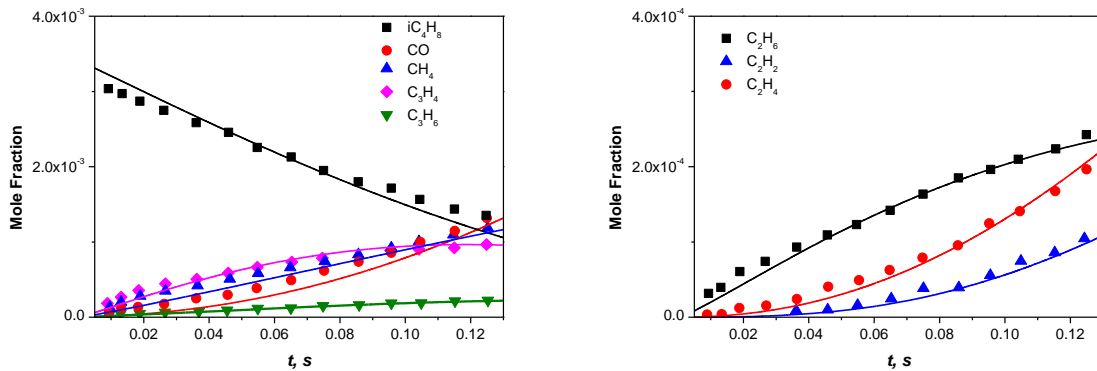 4.0x10⁻³
2.0x10⁻³
0.0
Mole Fraction
iC₄H₈
CO
CH₄
C₃H₄
C₃H₆
0.02 0.04 0.06 0.08 0.10 0.12
t, s
4.0x10⁻⁴
2.0x10⁻⁴
0.0
Mole Fraction
C₂H₆
C₂H₂
C₂H₄
0.02 0.04 0.06 0.08 0.10 0.12
t, s